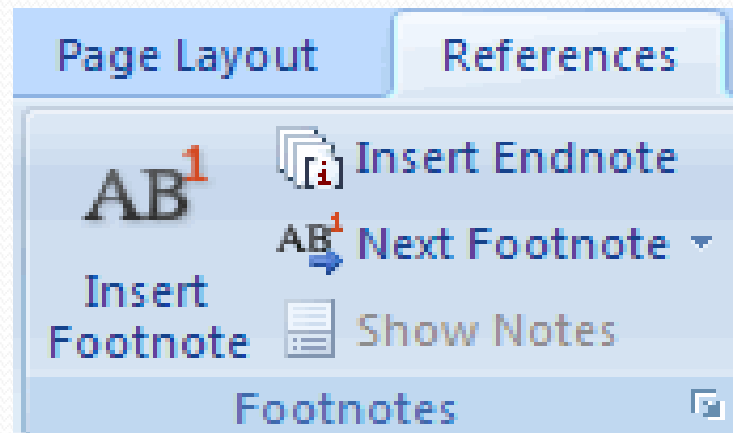 Page Layout References
AB1 Insert Endnote
[i]
AB1 Next Footnote
Insert
Footnote
Show Notes
Footnotes